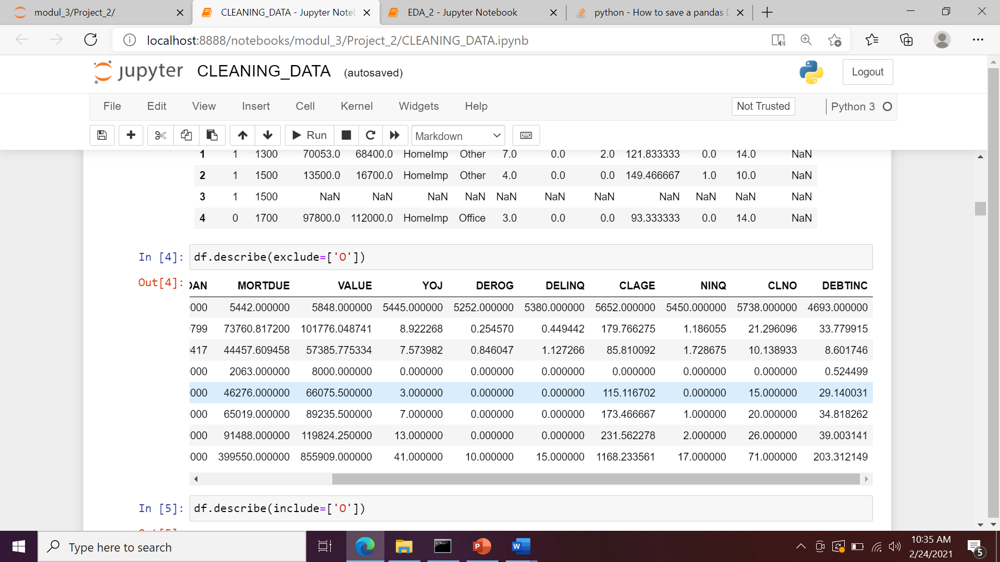 modul_3/Project_2/
CLEANING_DATA - Jupyter Noteb
EDA_2 - Jupyter Notebook
python - How to save a pandas D
localhost:8888/notebooks/modul_3/Project_2/CLEANING_DATA.ipynb
jupyter CLEANING_DATA (autosaved)
Logout
File Edit View Insert Cell Kernel Widgets Help
Not Trusted
Python 3
Run
Markdown
1 1 1300 70053.0 68400.0 HomeImp Other 7.0 0.0 2.0 121.833333 0.0 14.0 NaN
2 1 1500 13500.0 16700.0 HomeImp Other 4.0 0.0 0.0 149.466667 1.0 10.0 NaN
3 1 1500 NaN NaN NaN NaN NaN NaN NaN NaN NaN NaN NaN
4 0 1700 97800.0 112000.0 HomeImp Office 3.0 0.0 0.0 93.333333 0.0 14.0 NaN
In [4]: df.describe(exclude=['O'])
Out[4]:
OAN MORTDUE VALUE YOJ DEROG DELINQ CLAGE NINQ CLNO DEBTINC
000 5442.000000 5848.000000 5445.000000 5252.000000 5380.000000 5652.000000 5450.000000 5738.000000 4693.000000
799 73760.817200 101776.048741 8.922268 0.254570 0.449442 179.766275 1.186055 21.296096 33.779915
417 44457.609458 57385.775334 7.573982 0.846047 1.127266 85.810092 1.728675 10.138933 8.601746
000 2063.000000 8000.000000 0.000000 0.000000 0.000000 0.000000 0.000000 0.000000 0.524499
000 46276.000000 66075.500000 3.000000 0.000000 0.000000 115.116702 0.000000 15.000000 29.140031
000 65019.000000 89235.500000 7.000000 0.000000 0.000000 173.466667 1.000000 20.000000 34.818262
000 91488.000000 119824.250000 13.000000 0.000000 0.000000 231.562278 2.000000 26.000000 39.003141
000 399550.000000 855909.000000 41.000000 10.000000 15.000000 1168.233561 17.000000 71.000000 203.312149
In [5]: df.describe(include=['O'])
Type here to search
10:35 AM
2/24/2021
5